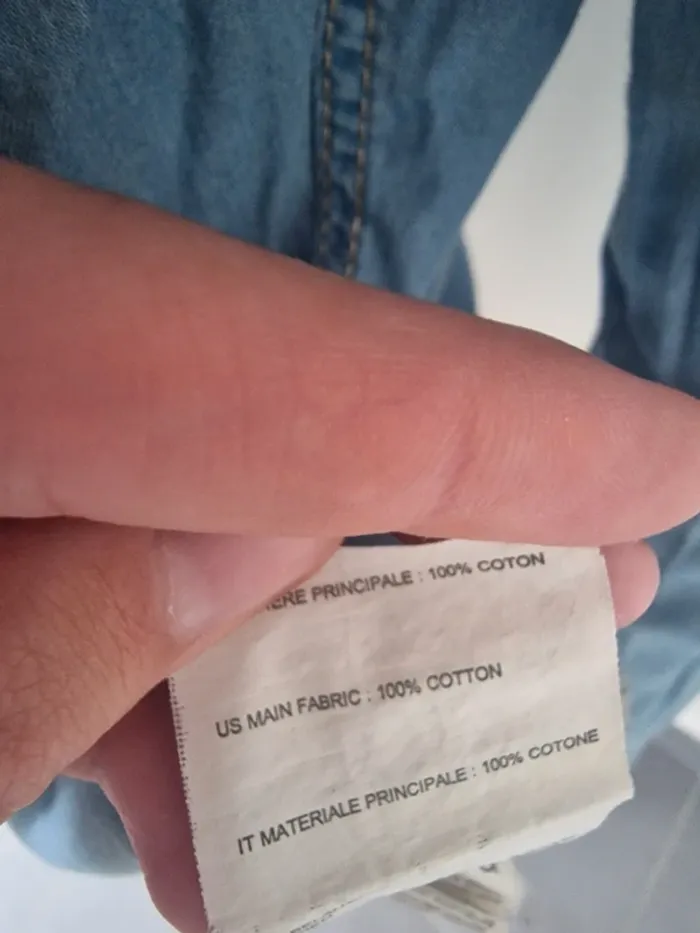 PRINCIPALE : 100% COTON
US MAIN FABRIC : 100% COTTON
IT MATERIALE PRINCIPALE : 100% COTONE